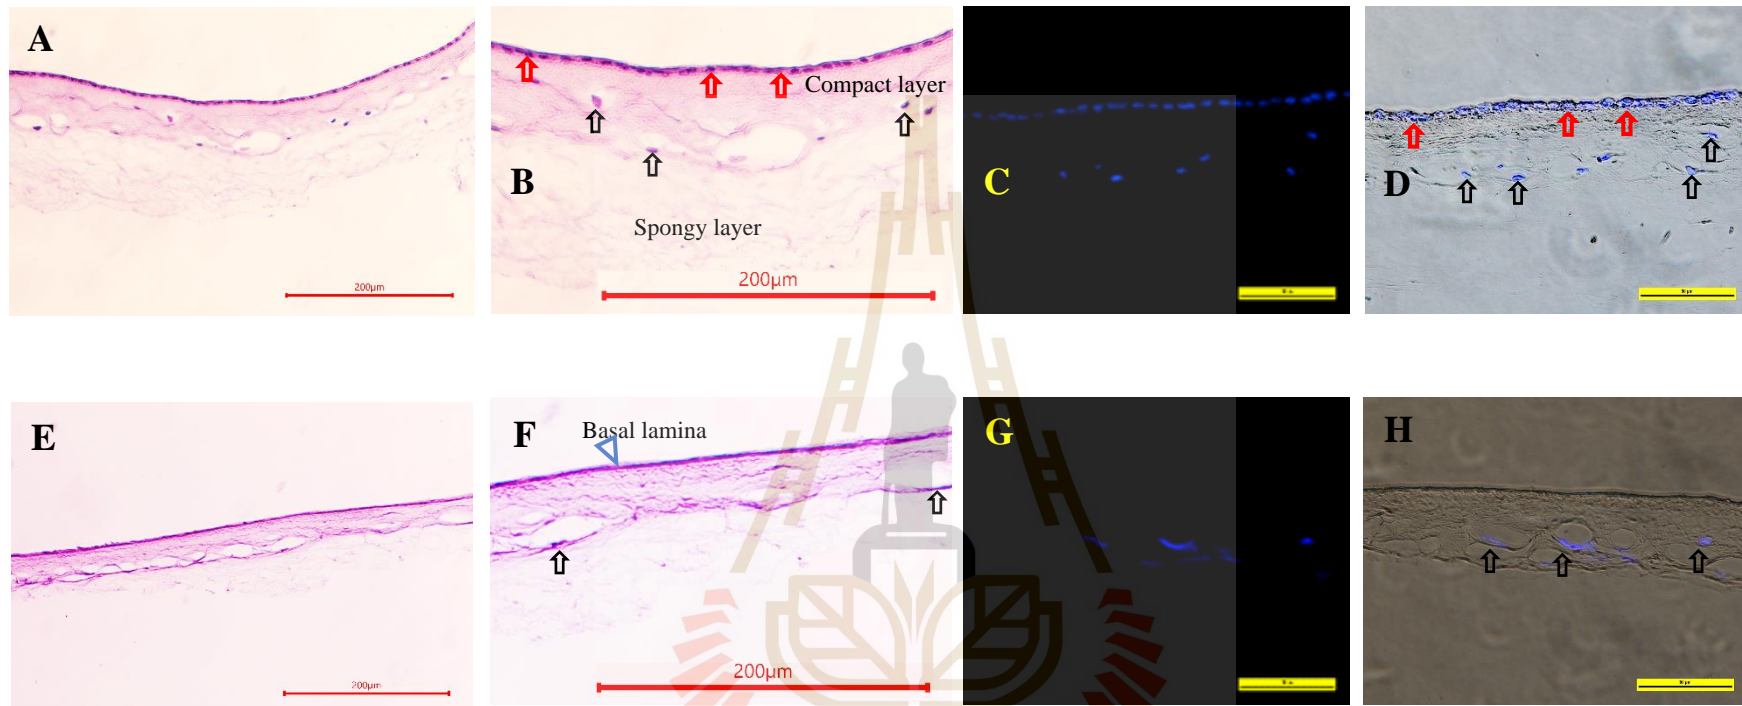 A
B
C
D
Compact layer
Spongy layer
200µm
200µm
E
F
G
H
Basal lamina
200µm
200µm